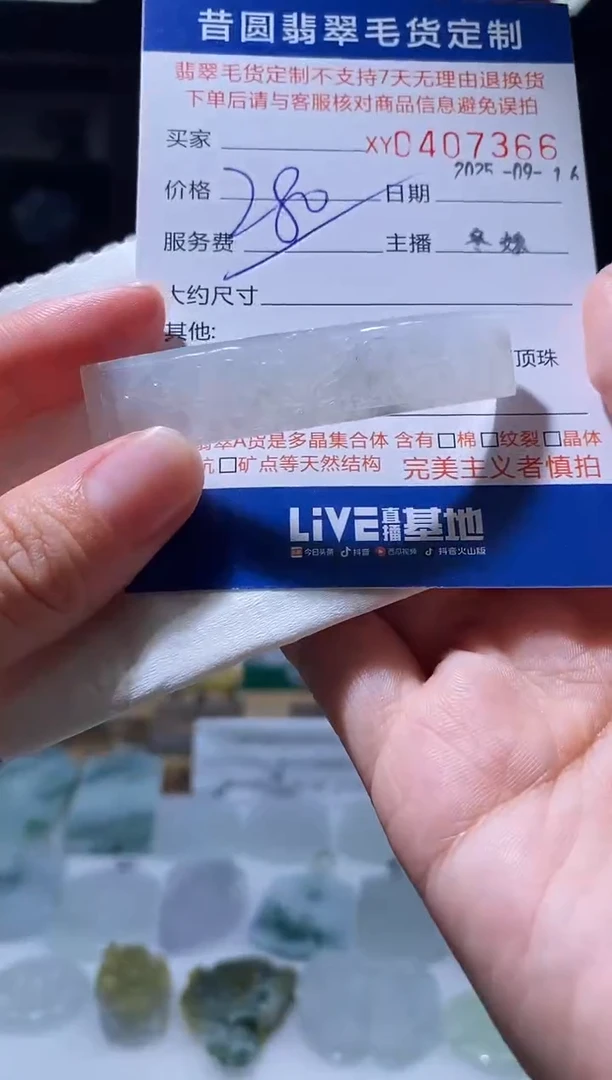 昔圆翡翠毛货定制
翡翠毛货定制不支持7天无理由退换货
下单后请与客服核对商品信息避免误拍
买家 XY0407366
2025-09-16
价格 280 日期
服务费 主播
大约尺寸
其他:
顶珠
翡翠A货是多晶集合体 含有□棉 □纹裂 □晶体
坑 □矿点等天然结构 完美主义者慎拍
LiVE直播基地
今日头条 抖音 西瓜视频 抖音火山版